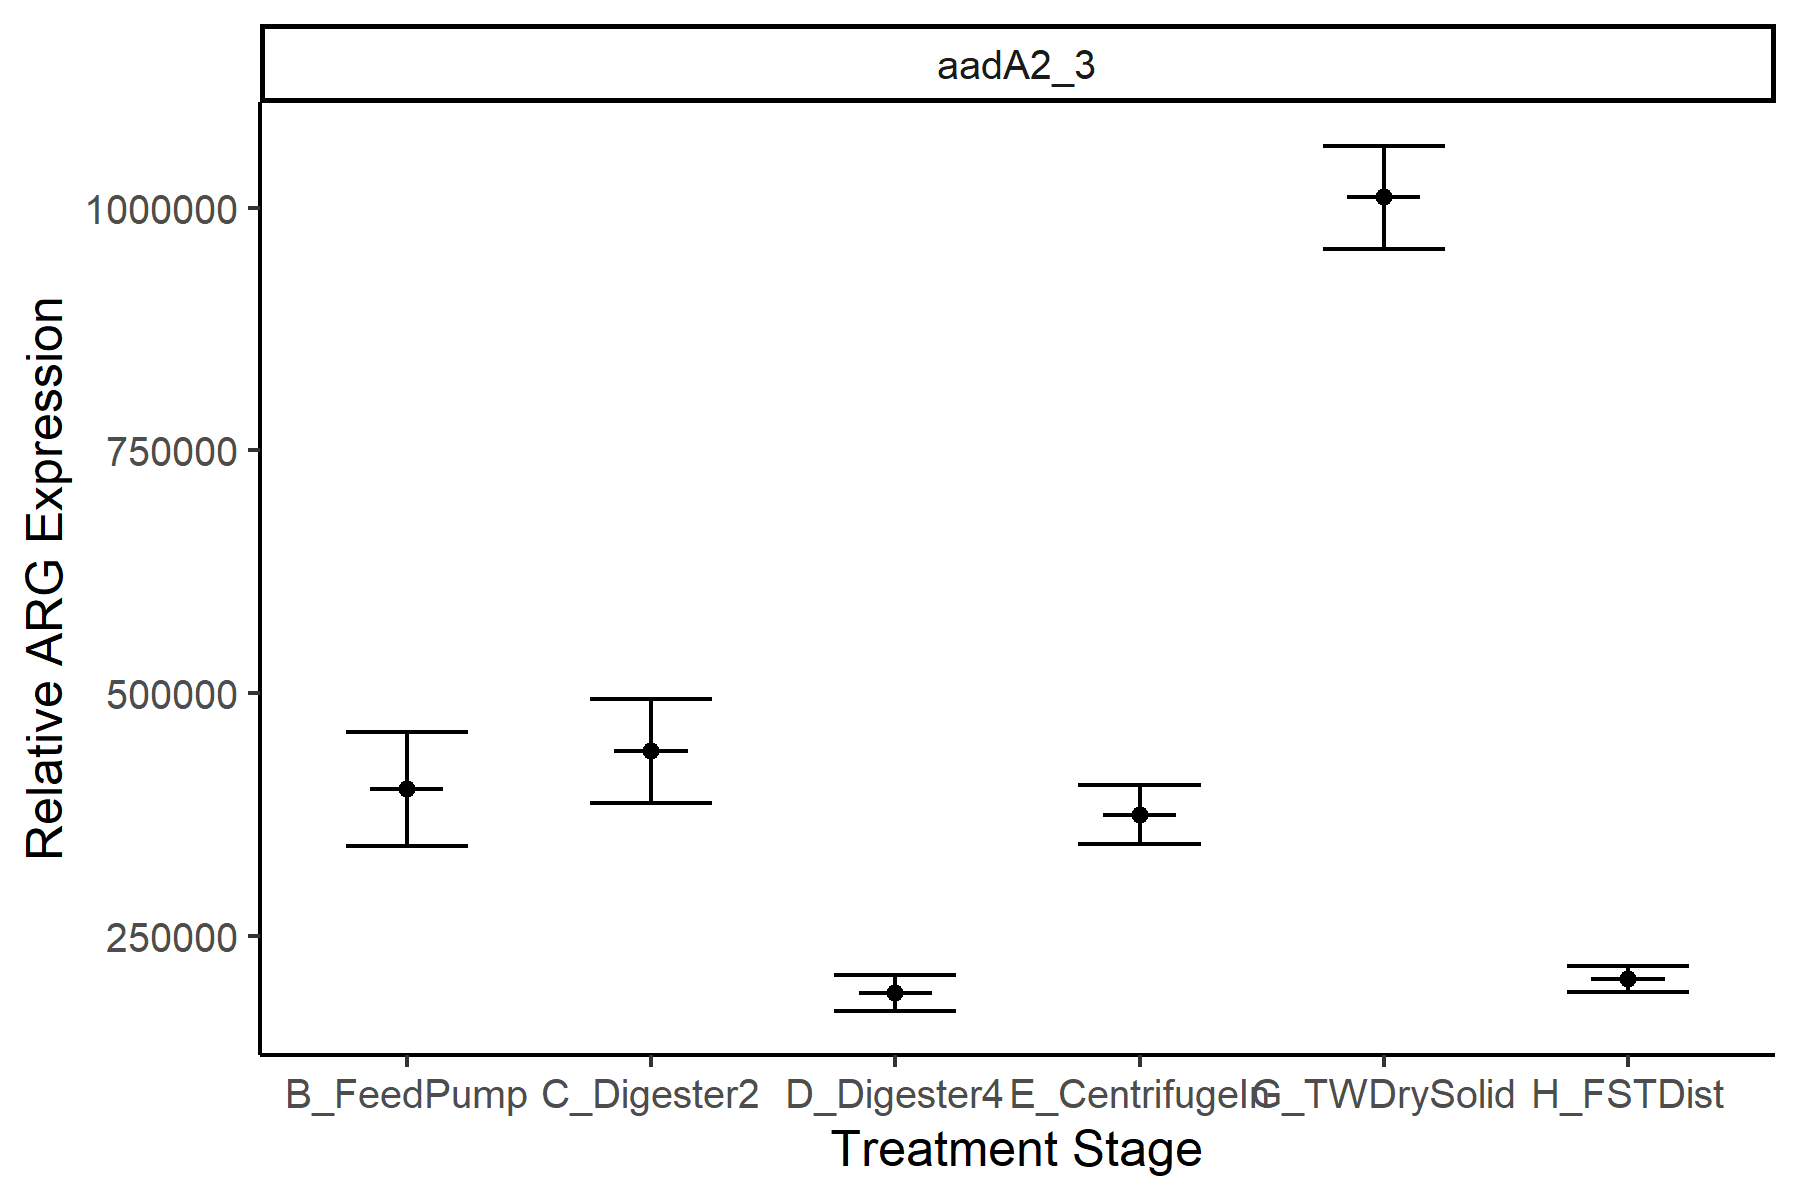 aadA2_3
Relative ARG Expression
1000000
750000
500000
250000
B_FeedPump C_Digester2 D_Digester4 E_CentrifugeIn G_TWDrySolid H_FSTDist
Treatment Stage